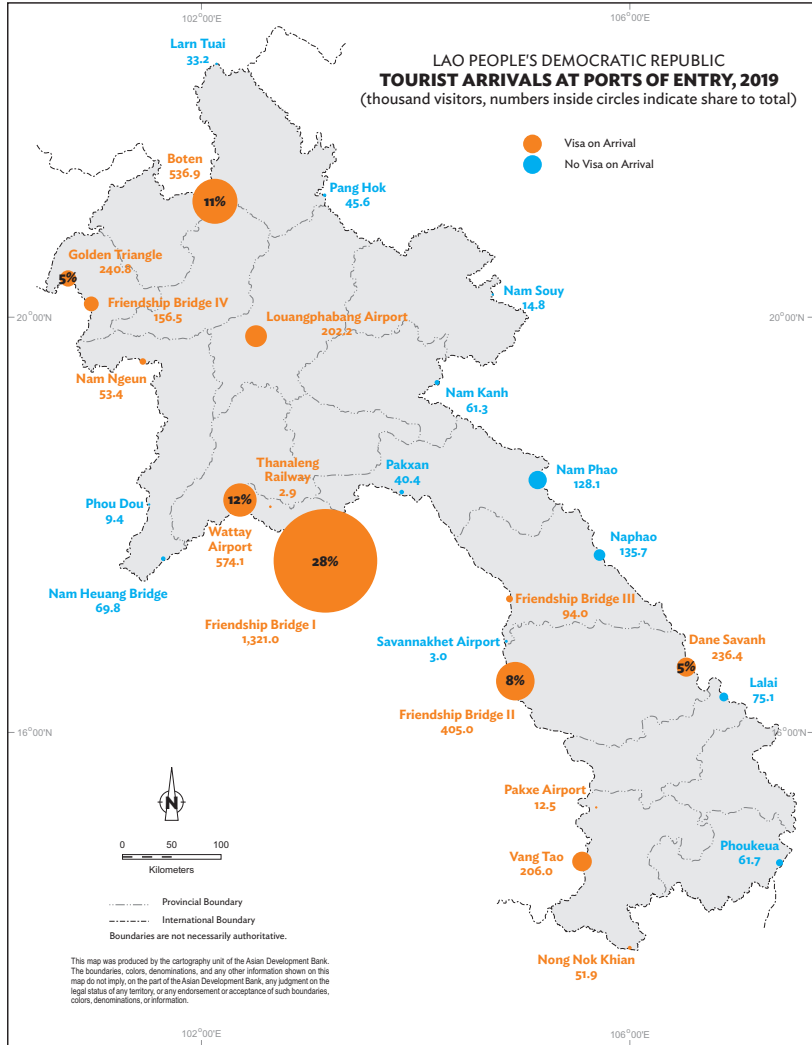 102°00'E
106°00'E
LAO PEOPLE'S DEMOCRATIC REPUBLIC
TOURIST ARRIVALS AT PORTS OF ENTRY, 2019
(thousand visitors, numbers inside circles indicate share to total)
Visa on Arrival
No Visa on Arrival
Larn Tuai
33.2
Boten
536.9
11%
Pang Hok
45.6
Golden Triangle
240.8
5%
Friendship Bridge IV
156.5
Nam Souy
14.8
20°00'N
20°00'N
Louangphabang Airport
202.2
Nam Ngeun
53.4
Nam Kanh
61.3
Thanaleng
Railway
2.9
Pakxan
40.4
Nam Phao
128.1
Phou Dou
9.4
12%
Wattay
Airport
574.1
Naphao
135.7
28%
Nam Heuang Bridge
69.8
Friendship Bridge III
94.0
Friendship Bridge I
1,321.0
Savannakhet Airport
3.0
Dane Savanh
236.4
5%
8%
Lalai
75.1
Friendship Bridge II
405.0
16°00'N
16°00'N
Pakxe Airport
12.5
N
0 50 100
Kilometers
Vang Tao
206.0
Phoukeua
61.7
Provincial Boundary
International Boundary
Boundaries are not necessarily authoritative.
Nong Nok Khian
51.9
This map was produced by the cartography unit of the Asian Development Bank.
The boundaries, colors, denominations, and any other information shown on this
map do not imply, on the part of the Asian Development Bank, any judgment on the
legal status of any territory, or any endorsement or acceptance of such boundaries,
colors, denominations, or information.
102°00'E
106°00'E